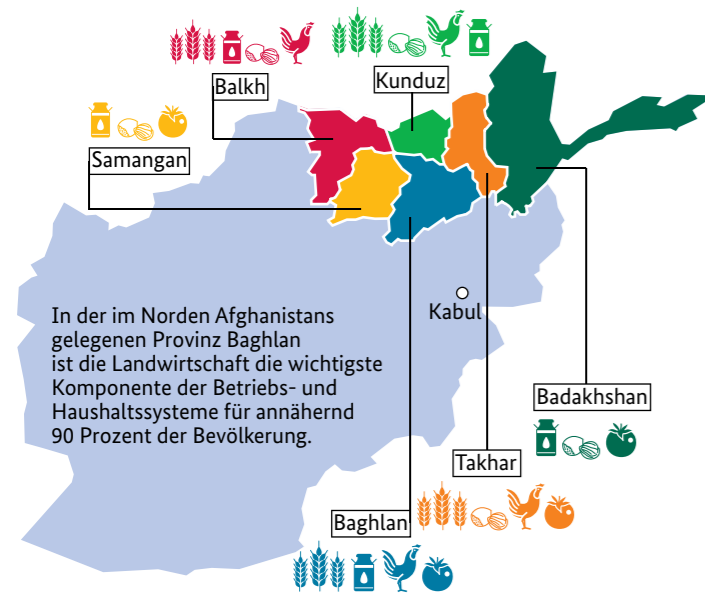 Balkh
Kunduz
Samangan
Kabul
In der im Norden Afghanistans
gelegenen Provinz Baghlan
ist die Landwirtschaft die wichtigste
Komponente der Betriebs- und
Haushaltssysteme für annähernd
90 Prozent der Bevölkerung.
Badakhshan
Takhar
Baghlan